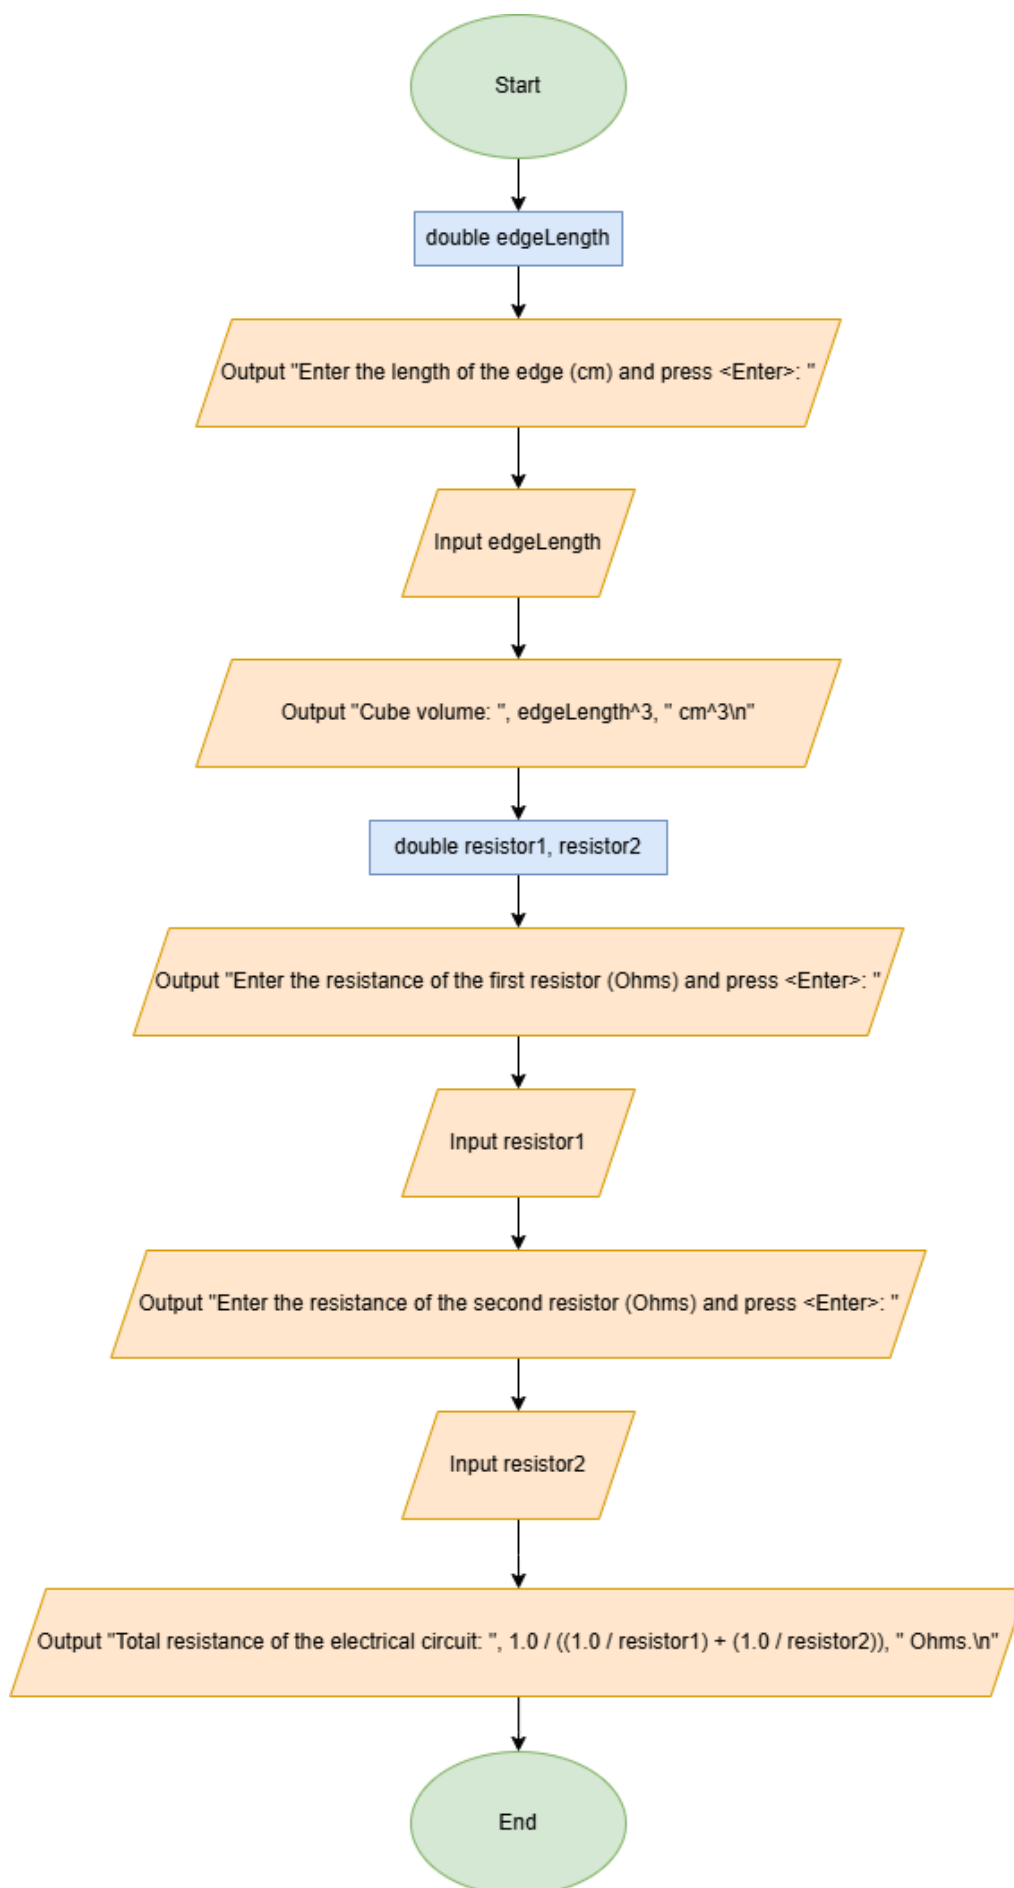 Start
double edgeLength
Output "Enter the length of the edge (cm) and press <Enter>: "
Input edgeLength
Output "Cube volume: ", edgeLength^3, " cm^3\n"
double resistor1, resistor2
Output "Enter the resistance of the first resistor (Ohms) and press <Enter>: "
Input resistor1
Output "Enter the resistance of the second resistor (Ohms) and press <Enter>: "
Input resistor2
Output "Total resistance of the electrical circuit: ", 1.0 / ((1.0 / resistor1) + (1.0 / resistor2)), " Ohms.\n"
End